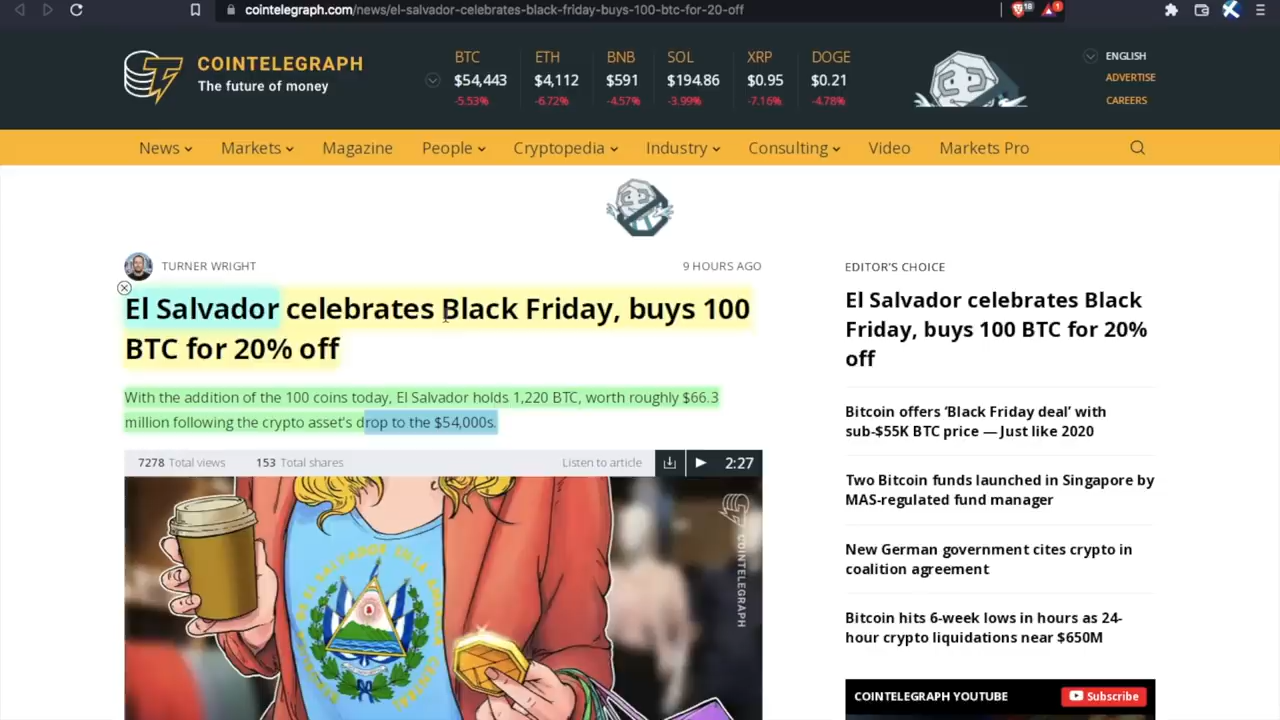 cointelegraph.com/news/el-salvador-celebrates-black-friday-buys-100-btc-for-20-off
18
1
COINTELEGRAPH
The future of money
BTC
$54,443
-5.53%
ETH
$4,112
-6.72%
BNB
$591
-4.57%
SOL
$194.86
-3.99%
XRP
$0.95
-7.16%
DOGE
$0.21
-4.78%
ENGLISH
ADVERTISE
CAREERS
News
Markets
Magazine
People
Cryptopedia
Industry
Consulting
Video
Markets Pro
TURNER WRIGHT
9 HOURS AGO
El Salvador celebrates Black Friday, buys 100
BTC for 20% off
With the addition of the 100 coins today, El Salvador holds 1,220 BTC, worth roughly $66.3
million following the crypto asset's drop to the $54,000s.
7278 Total views
153 Total shares
Listen to article
2:27
COINTELEGRAPH
EDITOR'S CHOICE
El Salvador celebrates Black
Friday, buys 100 BTC for 20%
off
Bitcoin offers ‘Black Friday deal’ with
sub-$55K BTC price — Just like 2020
Two Bitcoin funds launched in Singapore by
MAS-regulated fund manager
New German government cites crypto in
coalition agreement
Bitcoin hits 6-week lows in hours as 24-
hour crypto liquidations near $650M
COINTELEGRAPH YOUTUBE
Subscribe